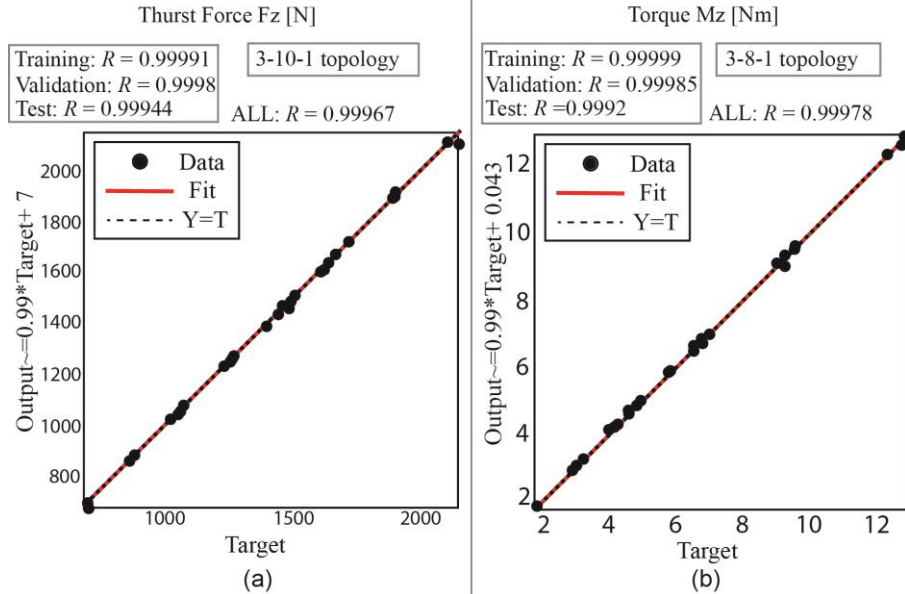 Thurst Force Fz [N]
Training: R = 0.99991
Validation: R = 0.9998
Test: R = 0.99944
3-10-1 topology
ALL: R = 0.99967
Output~=0.99*Target+ 7
2000
1800
1600
1400
1200
1000
800
Data
Fit
Y=T
1000
1500
2000
Target
(a)
Torque Mz [Nm]
Training: R = 0.99999
Validation: R = 0.99985
Test: R =0.9992
3-8-1 topology
ALL: R = 0.99978
Output~=0.99*Target+ 0.043
12
10
8
6
4
2
Data
Fit
Y=T
2
4
6
8
10
12
Target
(b)